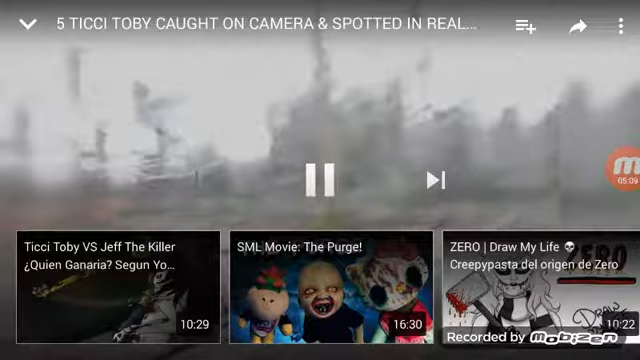 5 TICCI TOBY CAUGHT ON CAMERA & SPOTTED IN REAL...
05:09
Ticci Toby VS Jeff The Killer
¿Quien Ganaria? Segun Yo...
10:29
SML Movie: The Purge!
16:30
ZERO | Draw My Life 💀
Creepypasta del origen de Zero
ZERO
DRAW
10:22
Recorded by MOBIZEN